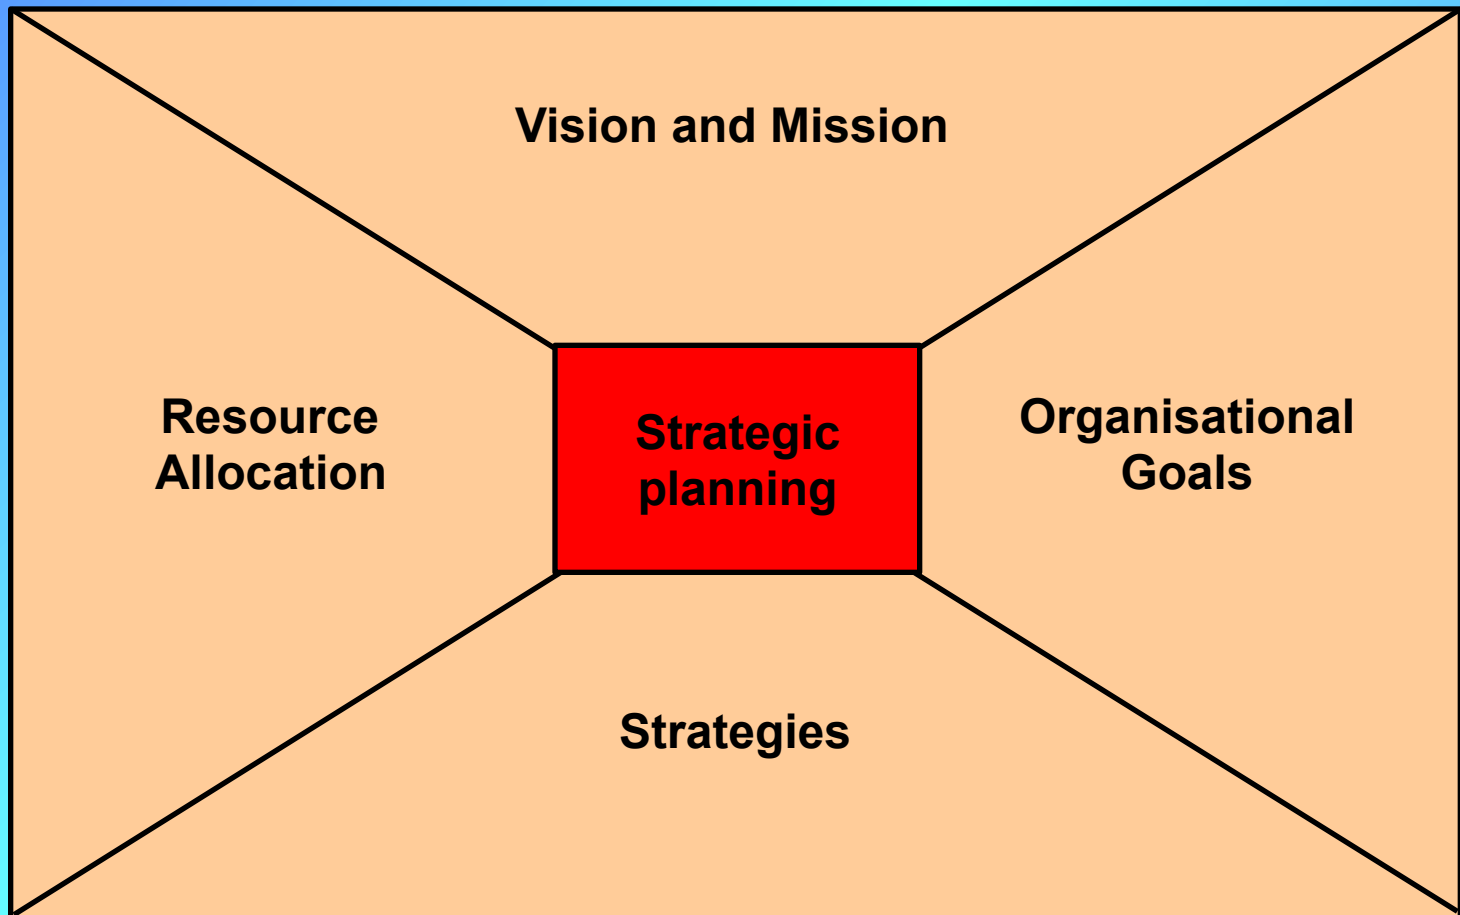 Vision and Mission
Resource
Allocation
Strategic
planning
Organisational
Goals
Strategies